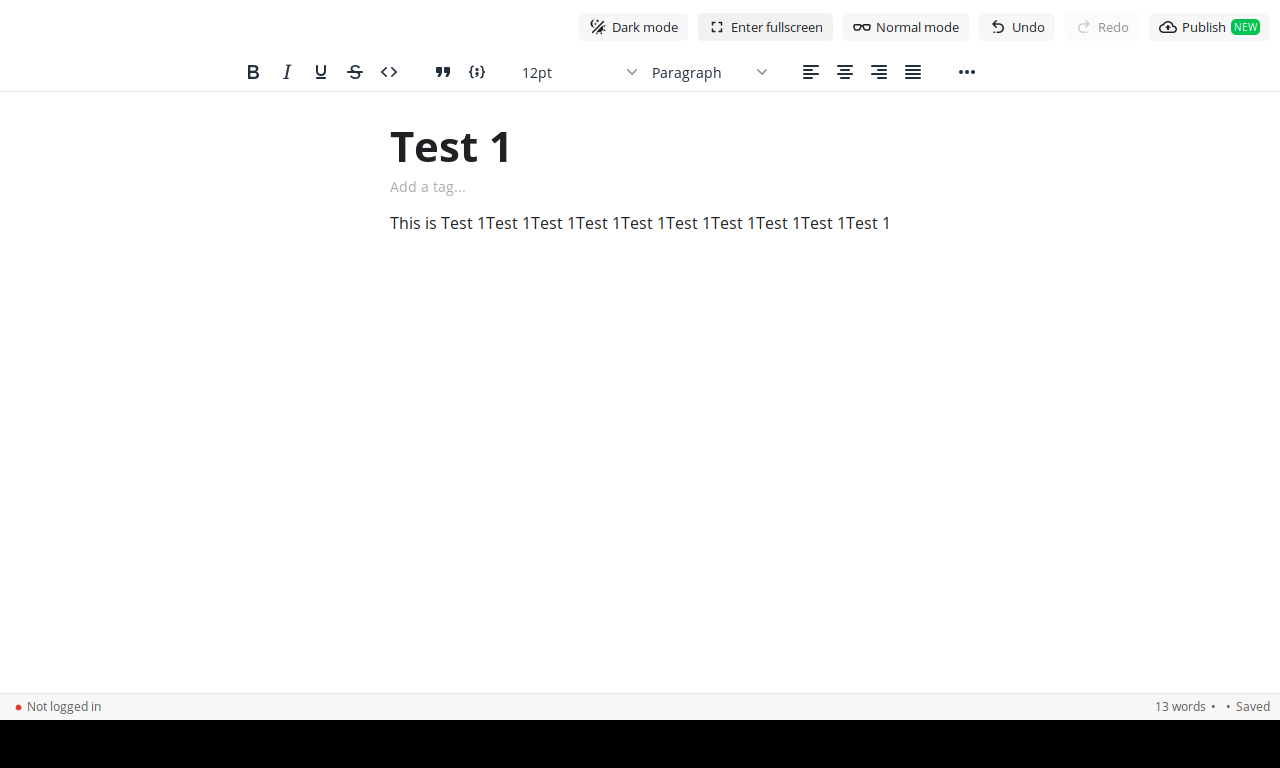 Dark mode
Enter fullscreen
Normal mode
Undo
Redo
Publish NEW
12pt
Paragraph
Test 1
Add a tag...
This is Test 1Test 1Test 1Test 1Test 1Test 1Test 1Test 1Test 1Test 1
Not logged in
13 words • • Saved